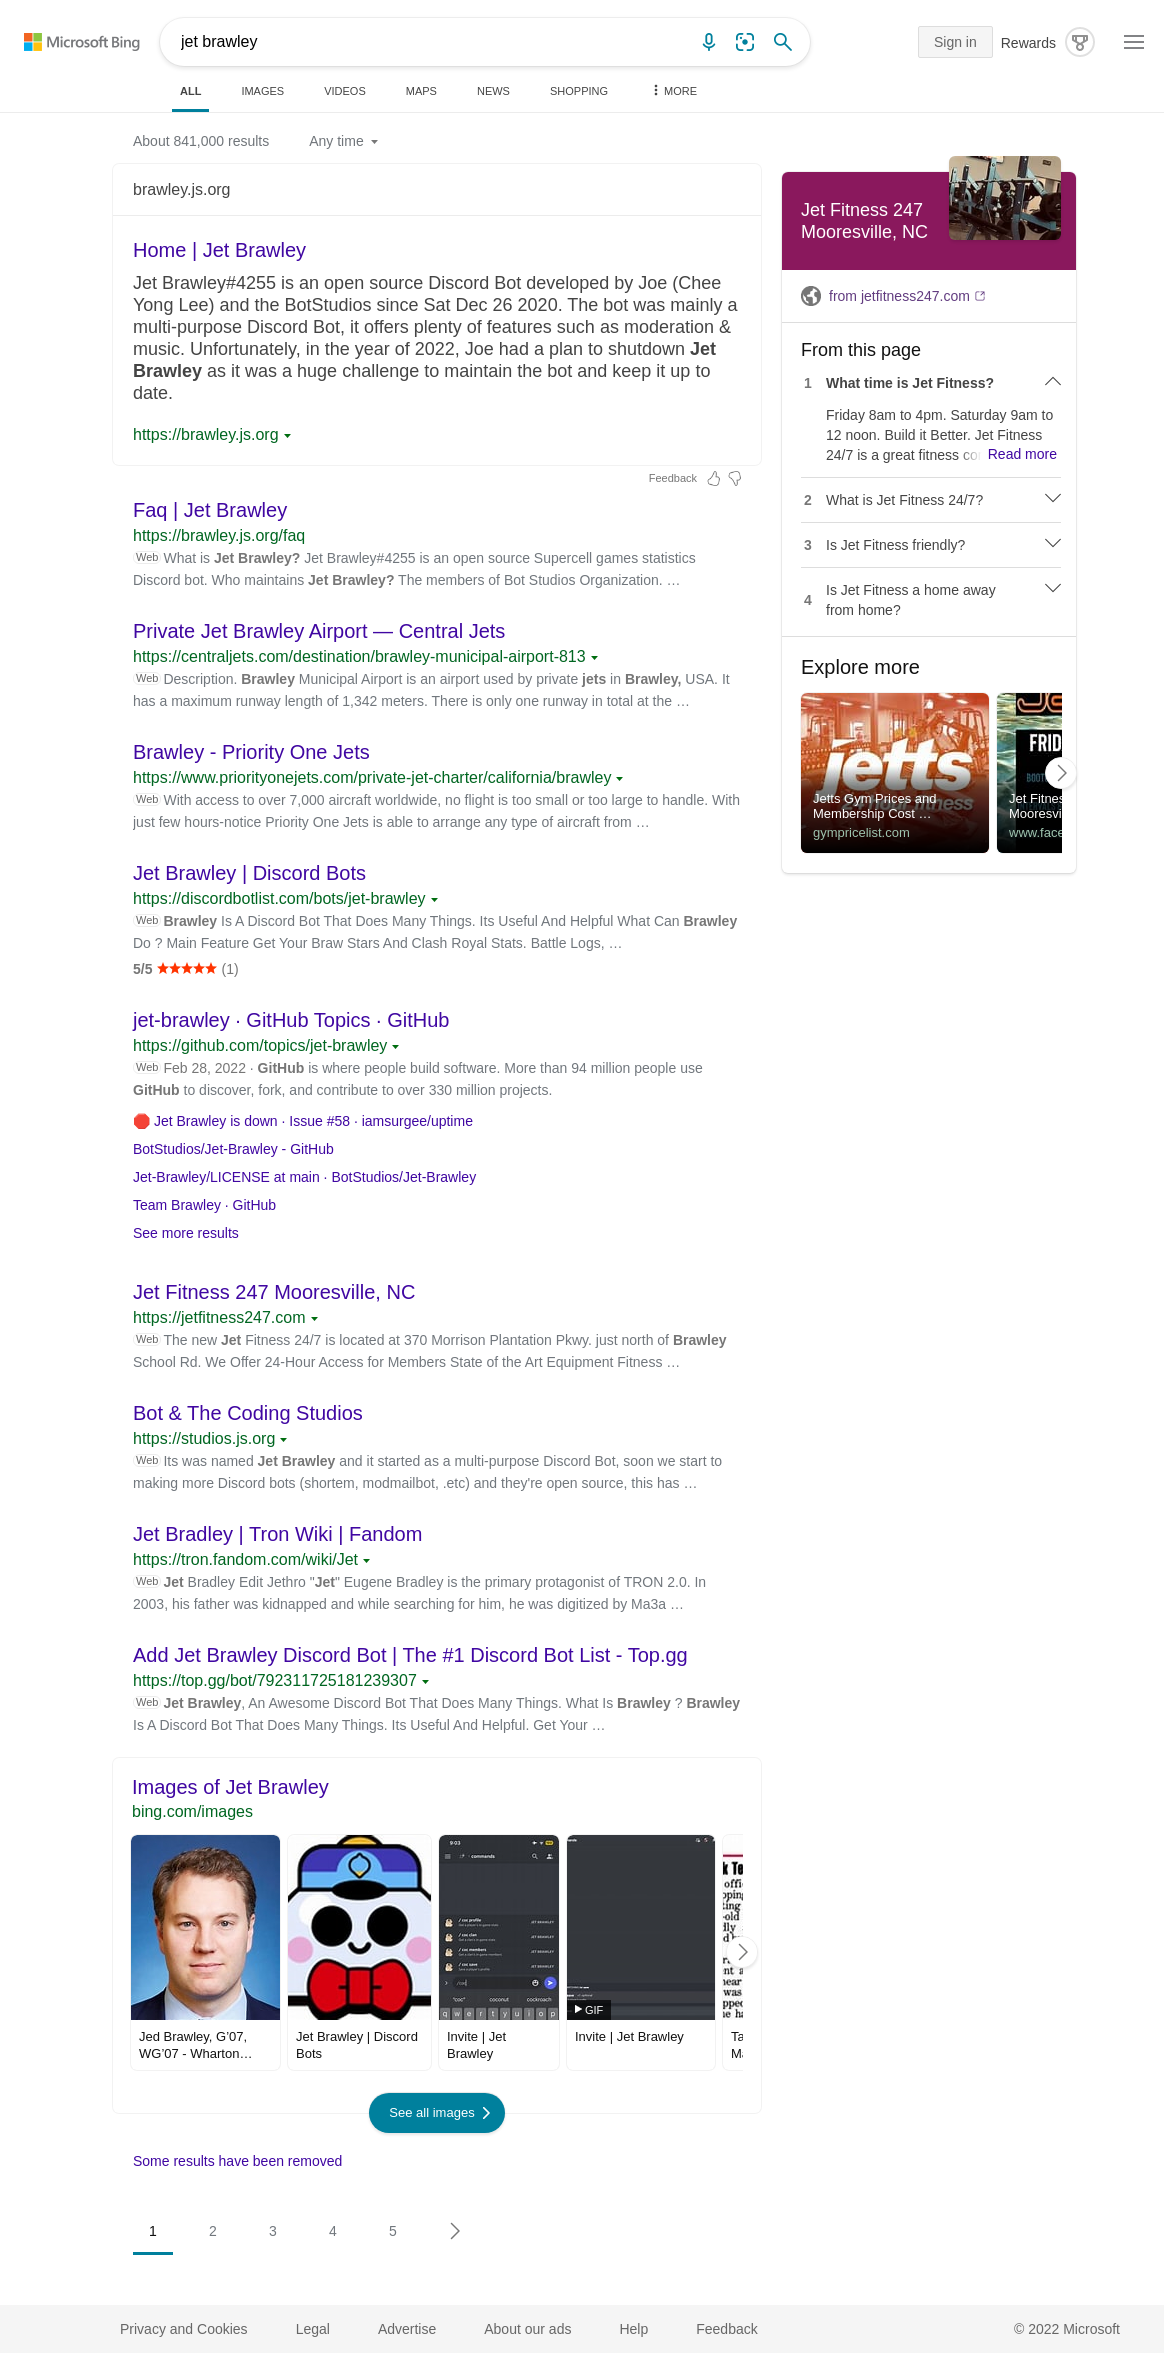 Microsoft Bing
jet brawley
Sign in
Rewards
ALL
IMAGES
VIDEOS
MAPS
NEWS
SHOPPING
MORE
About 841,000 results
Any time
brawley.js.org
Home | Jet Brawley
Jet Brawley#4255 is an open source Discord Bot developed by Joe (Chee
Yong Lee) and the BotStudios since Sat Dec 26 2020. The bot was mainly a
multi-purpose Discord Bot, it offers plenty of features such as moderation &
music. Unfortunately, in the year of 2022, Joe had a plan to shutdown Jet
Brawley as it was a huge challenge to maintain the bot and keep it up to
date.
https://brawley.js.org
Feedback
Faq | Jet Brawley
https://brawley.js.org/faq
Web What is Jet Brawley? Jet Brawley#4255 is an open source Supercell games statistics
Discord bot. Who maintains Jet Brawley? The members of Bot Studios Organization. …
Private Jet Brawley Airport — Central Jets
https://centraljets.com/destination/brawley-municipal-airport-813
Web Description. Brawley Municipal Airport is an airport used by private jets in Brawley, USA. It
has a maximum runway length of 1,342 meters. There is only one runway in total at the …
Brawley - Priority One Jets
https://www.priorityonejets.com/private-jet-charter/california/brawley
Web With access to over 7,000 aircraft worldwide, no flight is too small or too large to handle. With
just few hours-notice Priority One Jets is able to arrange any type of aircraft from …
Jet Brawley | Discord Bots
https://discordbotlist.com/bots/jet-brawley
Web Brawley Is A Discord Bot That Does Many Things. Its Useful And Helpful What Can Brawley
Do ? Main Feature Get Your Braw Stars And Clash Royal Stats. Battle Logs, …
5/5 ★★★★★ (1)
jet-brawley · GitHub Topics · GitHub
https://github.com/topics/jet-brawley
Web Feb 28, 2022 · GitHub is where people build software. More than 94 million people use
GitHub to discover, fork, and contribute to over 330 million projects.
Jet Brawley is down · Issue #58 · iamsurgee/uptime
BotStudios/Jet-Brawley - GitHub
Jet-Brawley/LICENSE at main · BotStudios/Jet-Brawley
Team Brawley · GitHub
See more results
Jet Fitness 247 Mooresville, NC
https://jetfitness247.com
Web The new Jet Fitness 24/7 is located at 370 Morrison Plantation Pkwy. just north of Brawley
School Rd. We Offer 24-Hour Access for Members State of the Art Equipment Fitness …
Bot & The Coding Studios
https://studios.js.org
Web Its was named Jet Brawley and it started as a multi-purpose Discord Bot, soon we start to
making more Discord bots (shortem, modmailbot, .etc) and they're open source, this has …
Jet Bradley | Tron Wiki | Fandom
https://tron.fandom.com/wiki/Jet
Web Jet Bradley Edit Jethro "Jet" Eugene Bradley is the primary protagonist of TRON 2.0. In
2003, his father was kidnapped and while searching for him, he was digitized by Ma3a …
Add Jet Brawley Discord Bot | The #1 Discord Bot List - Top.gg
https://top.gg/bot/792311725181239307
Web Jet Brawley, An Awesome Discord Bot That Does Many Things. What Is Brawley ? Brawley
Is A Discord Bot That Does Many Things. Its Useful And Helpful. Get Your …
Images of Jet Brawley
bing.com/images
9:03
commands
/ coc profile
/ coc clan
/ coc members
/ coc save
JET BRAWLEY
JET BRAWLEY
JET BRAWLEY
JET BRAWLEY
/coc
"coc" coconut cockroach
q w e r t y u i o p
GIF
Jed Brawley, G'07,
WG'07 - Wharton…
Jet Brawley | Discord
Bots
Invite | Jet
Brawley
Invite | Jet Brawley
Ta
See all images
Some results have been removed
1
2
3
4
5
Jet Fitness 247
Mooresville, NC
from jetfitness247.com
From this page
1 What time is Jet Fitness?
Friday 8am to 4pm. Saturday 9am to
12 noon. Build it Better. Jet Fitness
24/7 is a great fitness co Read more
2 What is Jet Fitness 24/7?
3 Is Jet Fitness friendly?
4 Is Jet Fitness a home away
from home?
Explore more
jetts
24 hour fitness
Jetts Gym Prices and
Membership Cost …
gympricelist.com
FRID
BOOT
Jet Fitnes
Mooresvi
www.face
Privacy and Cookies
Legal
Advertise
About our ads
Help
Feedback
© 2022 Microsoft